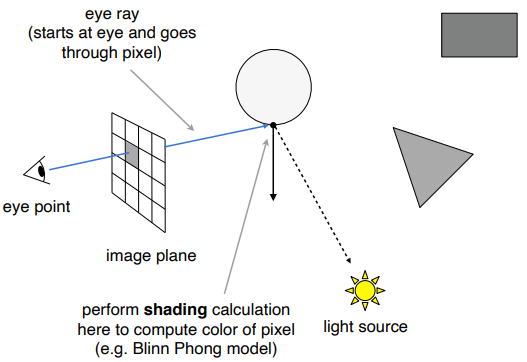 eye ray
(starts at eye and goes
through pixel)
eye point
image plane
perform shading calculation
here to compute color of pixel
(e.g. Blinn Phong model)
light source